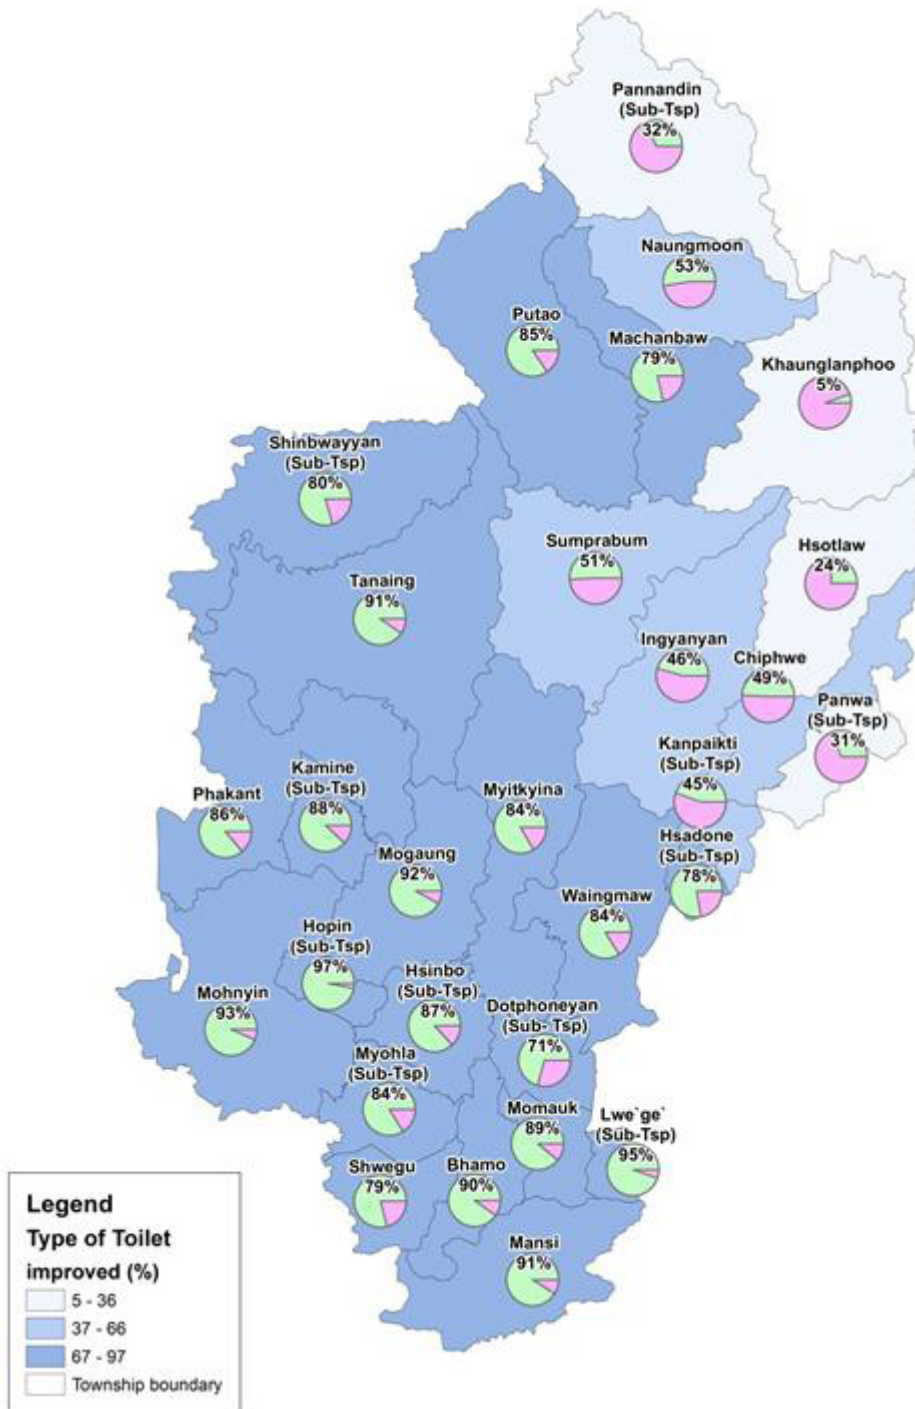 Pannandin
(Sub-Tsp)
32%
Naungmoon
53%
Putao
85%
Machanbaw
79%
Khaunglanphoo
5%
Shinbwayyan
(Sub-Tsp)
80%
Sumprabum
51%
Hsotlaw
24%
Tanaing
91%
Ingyanyan
46%
Chiphwe
49%
Panwa
(Sub-Tsp)
31%
Kanpaikti
(Sub-Tsp)
45%
Phakant
86%
Kamine
(Sub-Tsp)
88%
Myitkyina
84%
Hsadone
(Sub-Tsp)
78%
Mogaung
92%
Waingmaw
84%
Hopin
(Sub-Tsp)
97%
Hsinbo
(Sub-Tsp)
87%
Mohnyin
93%
Dotphoneyan
(Sub- Tsp)
71%
Myohla
(Sub-Tsp)
84%
Momauk
89%
Lwe`ge`
(Sub-Tsp)
95%
Shwegu
79%
Bhamo
90%
Mansi
91%
Legend
Type of Toilet
improved (%)
5 - 36
37 - 66
67 - 97
Township boundary